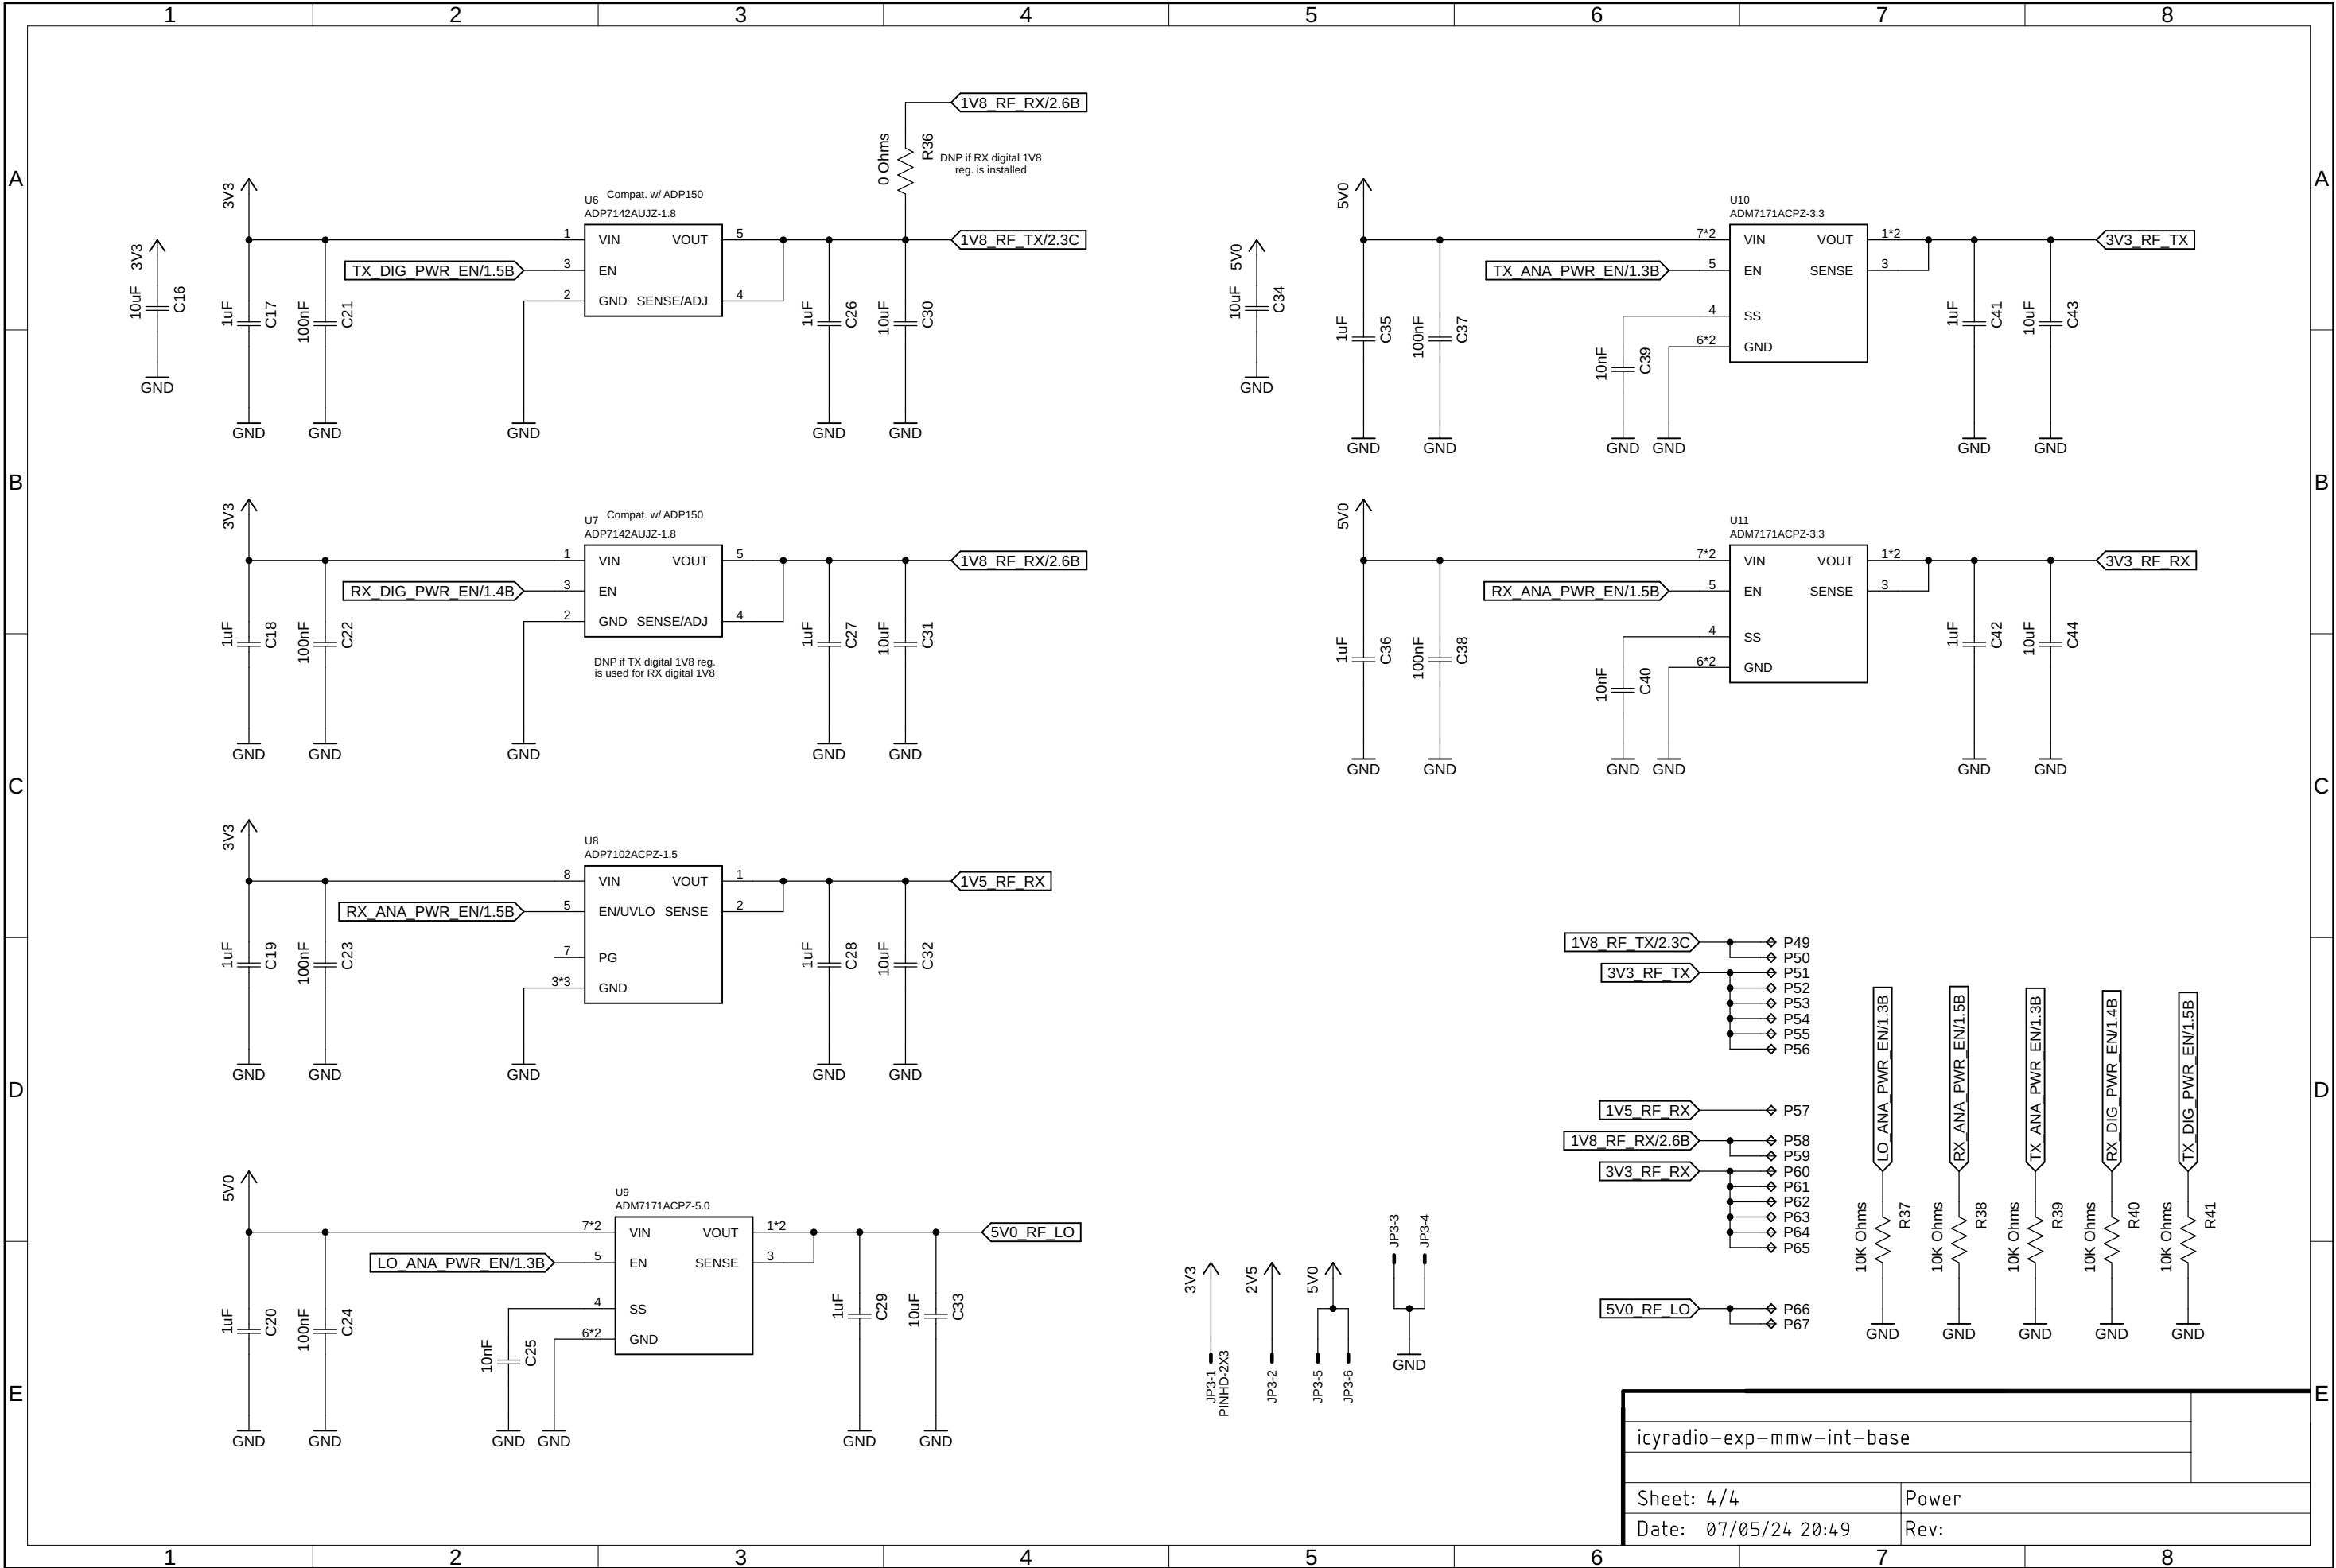 1 2 3 4 5 6 7 8
A
B
C
D
E
A
B
C
D
E
1 2 3 4 5 6 7 8
3V3
10uF
C16
GND
3V3
1uF
C17
GND
100nF
C21
GND
TX_DIG_PWR_EN/1.5B
U6 Compat. w/ ADP150
ADP7142AUJZ-1.8
1 VIN VOUT 5
3 EN
2 GND SENSE/ADJ 4
GND
1uF
C26
GND
10uF
C30
GND
0 Ohms
R36
DNP if RX digital 1V8
reg. is installed
1V8_RF_RX/2.6B
1V8_RF_TX/2.3C
3V3
1uF
C18
GND
100nF
C22
GND
RX_DIG_PWR_EN/1.4B
U7 Compat. w/ ADP150
ADP7142AUJZ-1.8
1 VIN VOUT 5
3 EN
2 GND SENSE/ADJ 4
DNP if TX digital 1V8 reg.
is used for RX digital 1V8
GND
1uF
C27
GND
10uF
C31
GND
1V8_RF_RX/2.6B
3V3
1uF
C19
GND
100nF
C23
GND
RX_ANA_PWR_EN/1.5B
U8
ADP7102ACPZ-1.5
8 VIN VOUT 1
5 EN/UVLO SENSE 2
7 PG
3*3 GND
GND
1uF
C28
GND
10uF
C32
GND
1V5_RF_RX
5V0
1uF
C20
GND
100nF
C24
GND
LO_ANA_PWR_EN/1.3B
U9
ADM7171ACPZ-5.0
7*2 VIN VOUT 1*2
5 EN SENSE 3
4 SS
6*2 GND
10nF
C25
GND
GND
1uF
C29
GND
10uF
C33
GND
5V0_RF_LO
5V0
10uF
C34
GND
5V0
1uF
C35
GND
100nF
C37
GND
TX_ANA_PWR_EN/1.3B
U10
ADM7171ACPZ-3.3
7*2 VIN VOUT 1*2
5 EN SENSE 3
4 SS
6*2 GND
10nF
C39
GND
GND
1uF
C41
GND
10uF
C43
GND
3V3_RF_TX
5V0
1uF
C36
GND
100nF
C38
GND
RX_ANA_PWR_EN/1.5B
U11
ADM7171ACPZ-3.3
7*2 VIN VOUT 1*2
5 EN SENSE 3
4 SS
6*2 GND
10nF
C40
GND
GND
1uF
C42
GND
10uF
C44
GND
3V3_RF_RX
1V8_RF_TX/2.3C P49
P50
3V3_RF_TX P51
P52
P53
P54
P55
P56
1V5_RF_RX P57
1V8_RF_RX/2.6B P58
P59
3V3_RF_RX P60
P61
P62
P63
P64
P65
5V0_RF_LO P66
P67
LO_ANA_PWR_EN/1.3B
10K Ohms
R37
GND
RX_ANA_PWR_EN/1.5B
10K Ohms
R38
GND
TX_ANA_PWR_EN/1.3B
10K Ohms
R39
GND
RX_DIG_PWR_EN/1.4B
10K Ohms
R40
GND
TX_DIG_PWR_EN/1.5B
10K Ohms
R41
GND
3V3
JP3-1
PINHD-2X3
2V5
JP3-2
5V0
JP3-5
JP3-6
JP3-3
JP3-4
GND
icyradio-exp-mmw-int-base
Sheet: 4/4 Power
Date: 07/05/24 20:49 Rev: